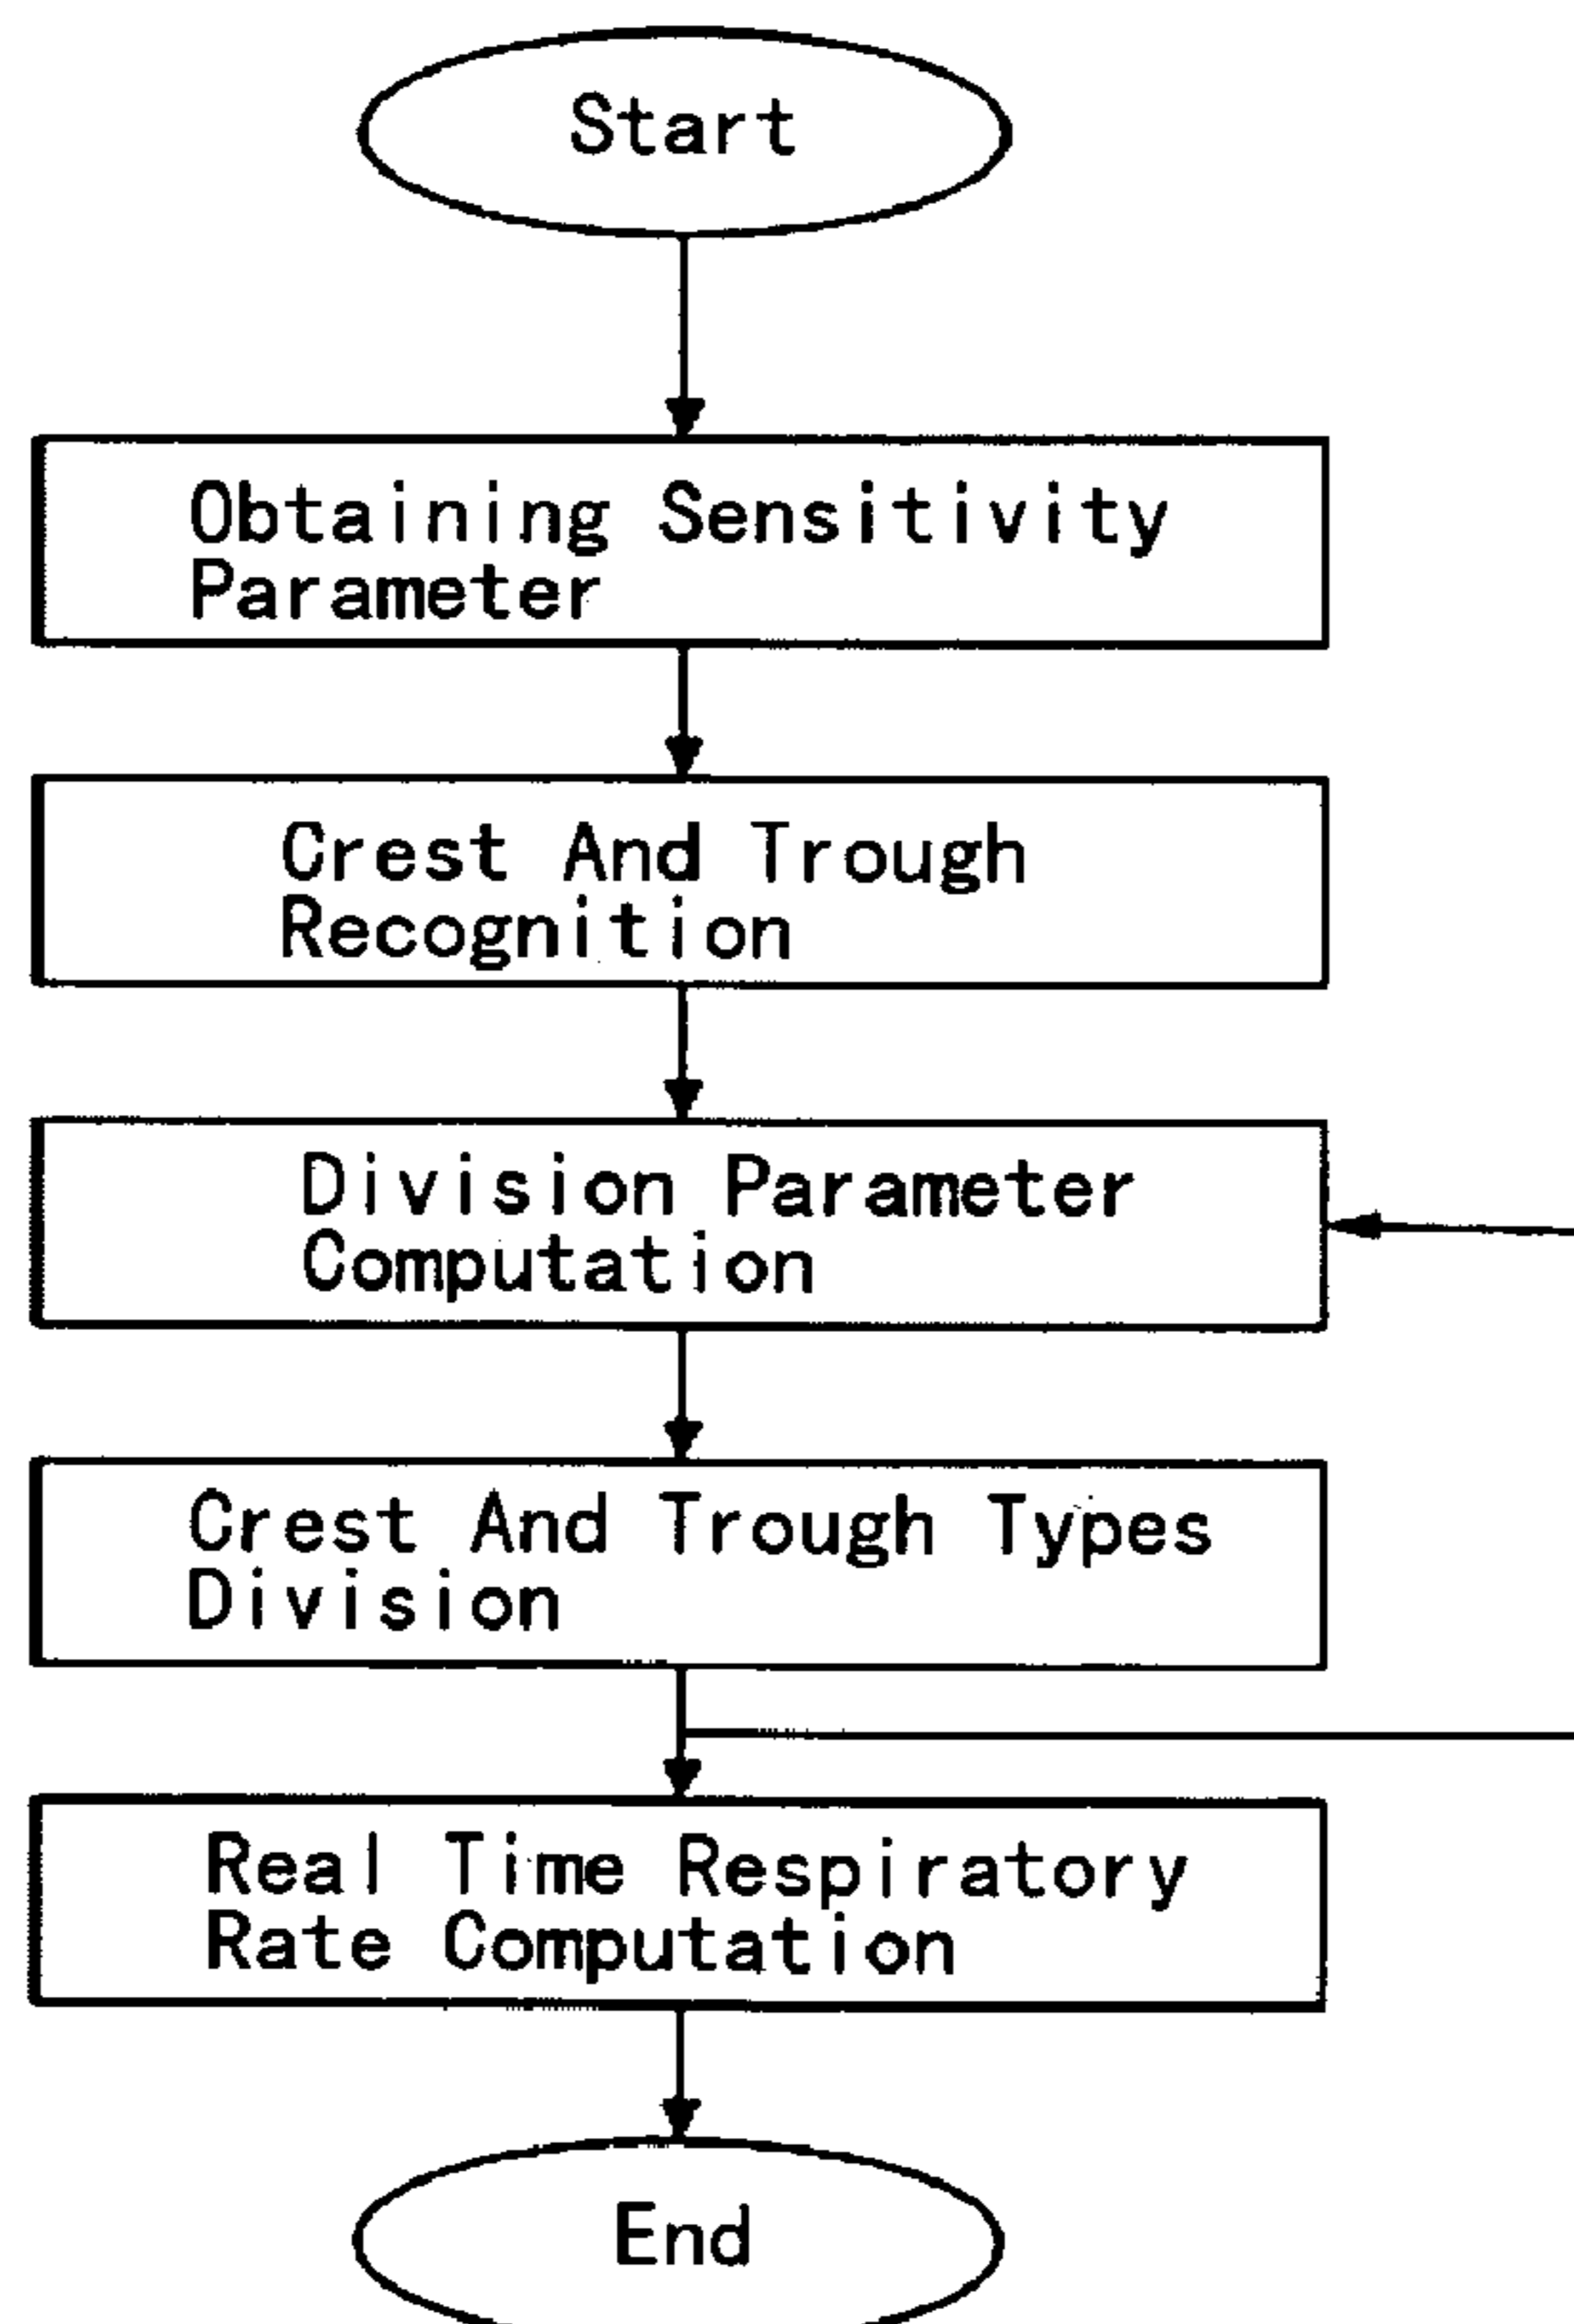 Start
Obtaining Sensitivity
Parameter
Crest And Trough
Recognition
Division Parameter
Computation
Crest And Trough Types
Division
Real Time Respiratory
Rate Computation
End